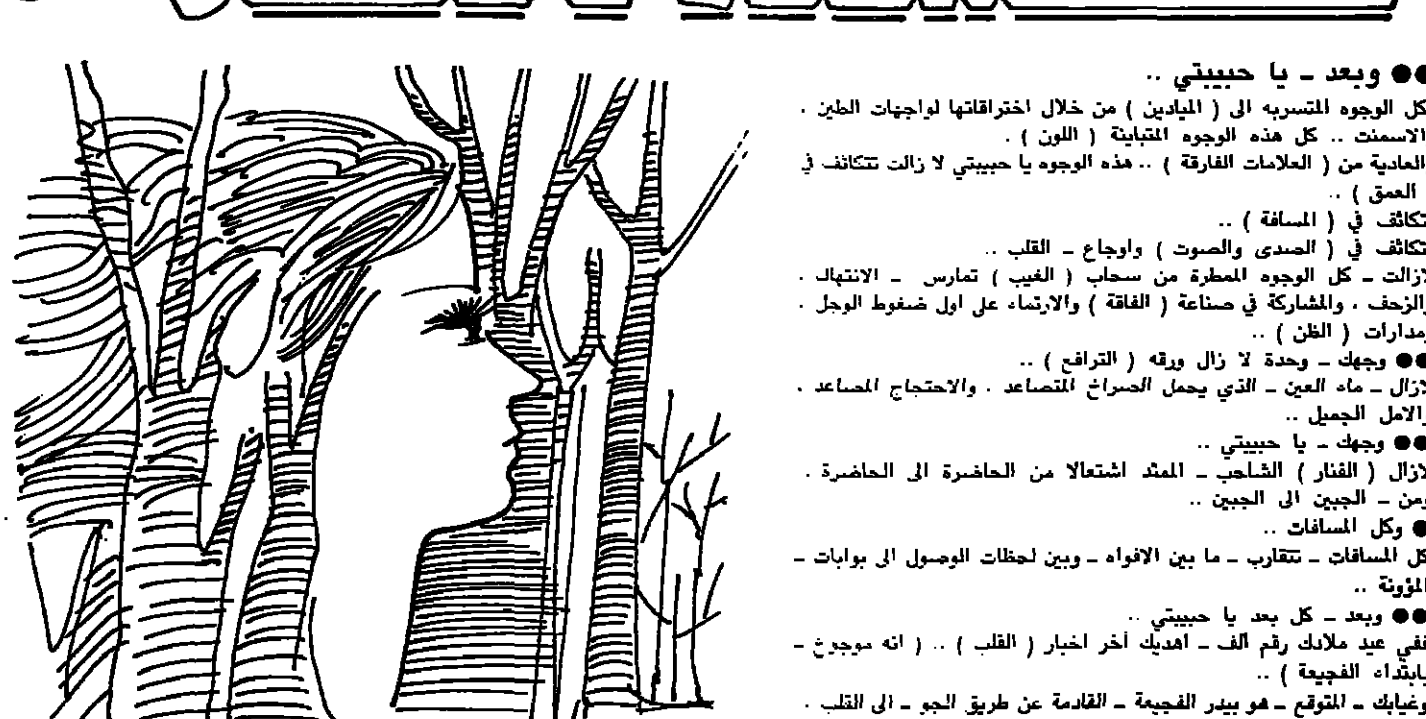 ●● وبعد ـ يا حبيبتي ..
كل الوجوه المتسربه الى ( الميادين ) من خلال اختراقاتها لواجهات الطين .
الاسمنت .. كل هذه الوجوه المتباينة ( اللون ) .
العادية من ( العلامات الفارقة ) .. هذه الوجوه يا حبيبتي لا زالت تتكاثف في
العمق ) ..
تكاثف في ( المسافة ) ..
تكاثف في ( الصدى والصوت ) واوجاع ـ القلب ..
لازالت ـ كل الوجوه الممطرة من سحاب ( الغيب ) تمارس ـ الانتهاك .
الزحف ، والمشاركة في صناعة ( الفاقة ) والارتماء على اول ضغوط الوجل .
مدارات ( الظن ) ..
●● وجهك ـ وحدة لا زال ورقه ( الترافع ) ..
لازال ـ ماء العين ـ الذي يحمل الصراخ المتصاعد . والاحتجاج المصاعد .
الامل الجميل ..
●● وجهك ـ يا حبيبتي ..
لازال ( الفنار ) الشاحب ـ الممتد اشتعالا من الحاضرة الى الحاضرة .
ومن ـ الجبين الى الجبين ..
● وكل المسافات ..
كل المسافات ـ تتقارب ـ ما بين الافواه ـ وبين لحظات الوصول الى بوابات ـ
المؤونة ..
●● وبعد ـ كل بعد يا حبيبتي ..
ففي عيد ملادك رقم ألف ـ اهديك أخر اخبار ( القلب ) .. ( انه موجوع ـ
بابتداء الفجيعة ) ..
وغيابك ـ المتوقع ـ هو بيدر الفجيعة ـ القادمة عن طريق الجو ـ الى القلب .